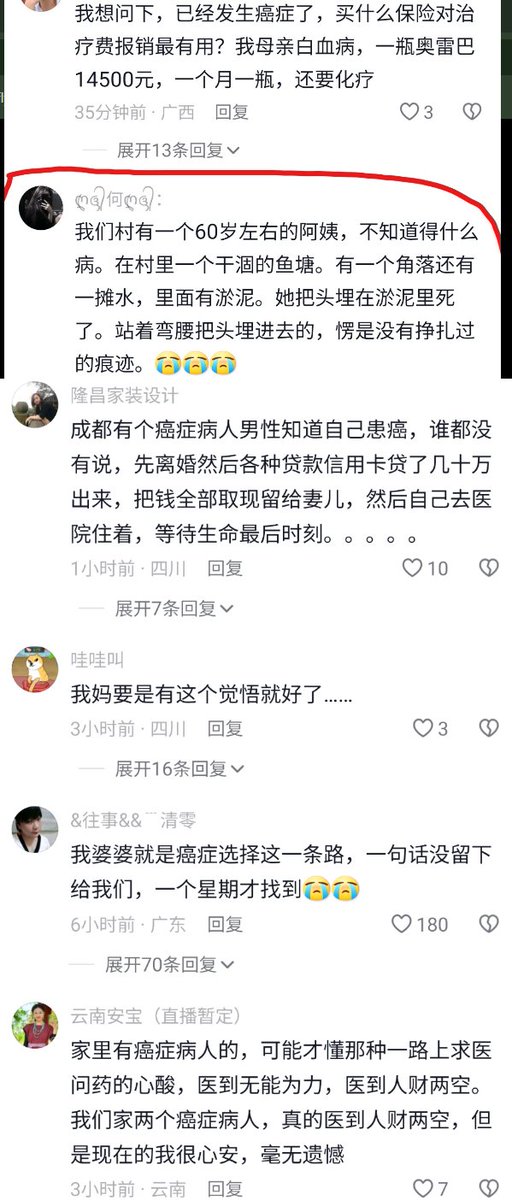 我想问下，已经发生癌症了，买什么保险对治
疗费报销最有用？我母亲白血病，一瓶奥雷巴
14500元，一个月一瓶，还要化疗
35分钟前 · 广西 回复 3
展开13条回复
何
我们村有一个60岁左右的阿姨，不知道得什么
病。在村里一个干涸的鱼塘。有一个角落还有
一摊水，里面有淤泥。她把头埋在淤泥里死
了。站着弯腰把头埋进去的，愣是没有挣扎过
的痕迹。😭😭😭
隆昌家装设计
成都有个癌症病人男性知道自己患癌，谁都没
有说，先离婚然后各种贷款信用卡贷了几十万
出来，把钱全部取现留给妻儿，然后自己去医
院住着，等待生命最后时刻。。。。。
1小时前 · 四川 回复 10
展开7条回复
哇哇叫
我妈要是有这个觉悟就好了......
3小时前 · 四川 回复 3
展开16条回复
&往事&&¯清零
我婆婆就是癌症选择这一条路，一句话没留下
给我们，一个星期才找到😭😭
6小时前 · 广东 回复 180
展开70条回复
云南安宝（直播暂定）
家里有癌症病人的，可能才懂那种一路上求医
问药的心酸，医到无能为力，医到人财两空。
我们家两个癌症病人，真的医到人财两空，但
是现在的我很心安，毫无遗憾
3小时前 · 云南 回复 7